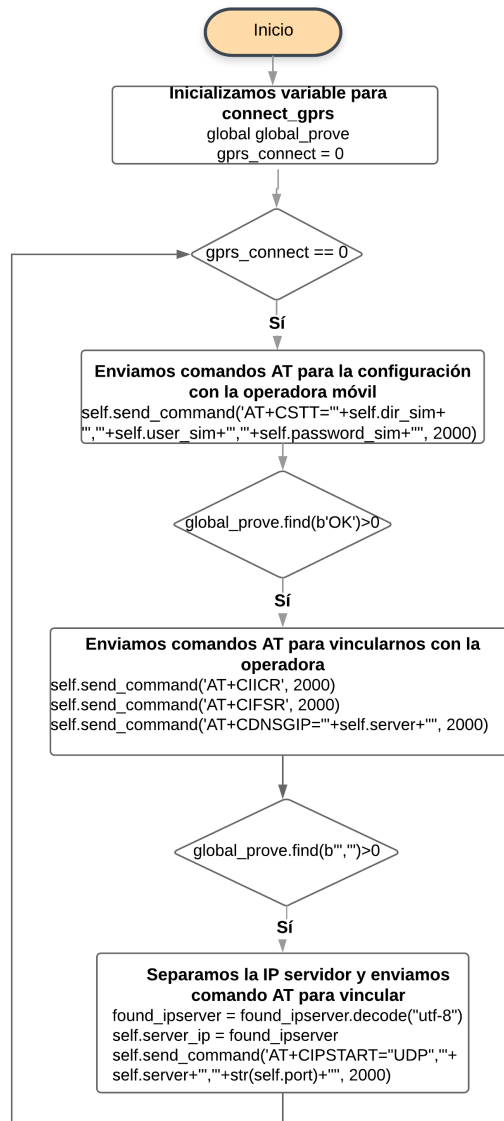 Inicio
Inicializamos variable para
connect_gprs
global global_prove
gprs_connect = 0
gprs_connect == 0
Sí
Enviamos comandos AT para la configuración
con la operadora móvil
self.send_command('AT+CSTT="'+self.dir_sim+
'","'+self.user_sim+'","'+self.password_sim+'"', 2000)
global_prove.find(b'OK')>0
Sí
Enviamos comandos AT para vincularnos con la
operadora
self.send_command('AT+CIICR', 2000)
self.send_command('AT+CIFSR', 2000)
self.send_command('AT+CDNSGIP="'+self.server+'"', 2000)
global_prove.find(b'","')>0
Sí
Separamos la IP servidor y enviamos
comando AT para vincular
found_ipserver = found_ipserver.decode("utf-8")
self.server_ip = found_ipserver
self.send_command('AT+CIPSTART="UDP","'+
self.server+'","'+str(self.port)+'"', 2000)